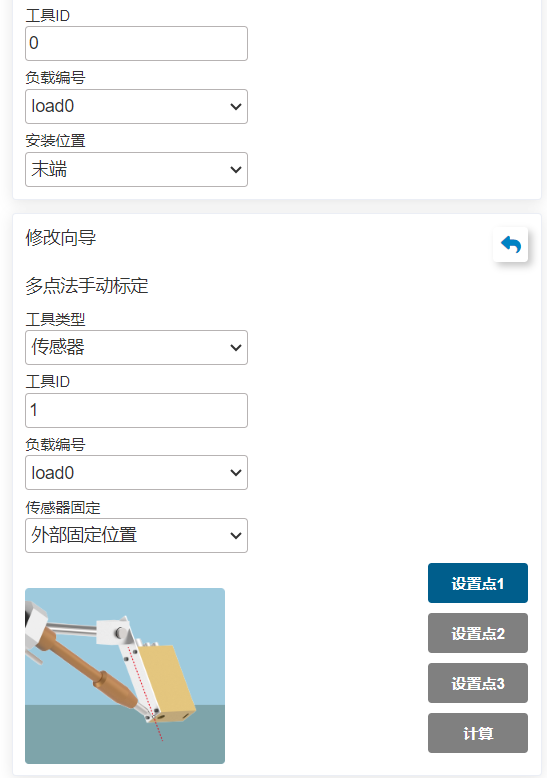 工具ID
0
负载编号
load0
安装位置
末端
修改向导
多点法手动标定
工具类型
传感器
工具ID
1
负载编号
load0
传感器固定
外部固定位置
设置点1
设置点2
设置点3
计算